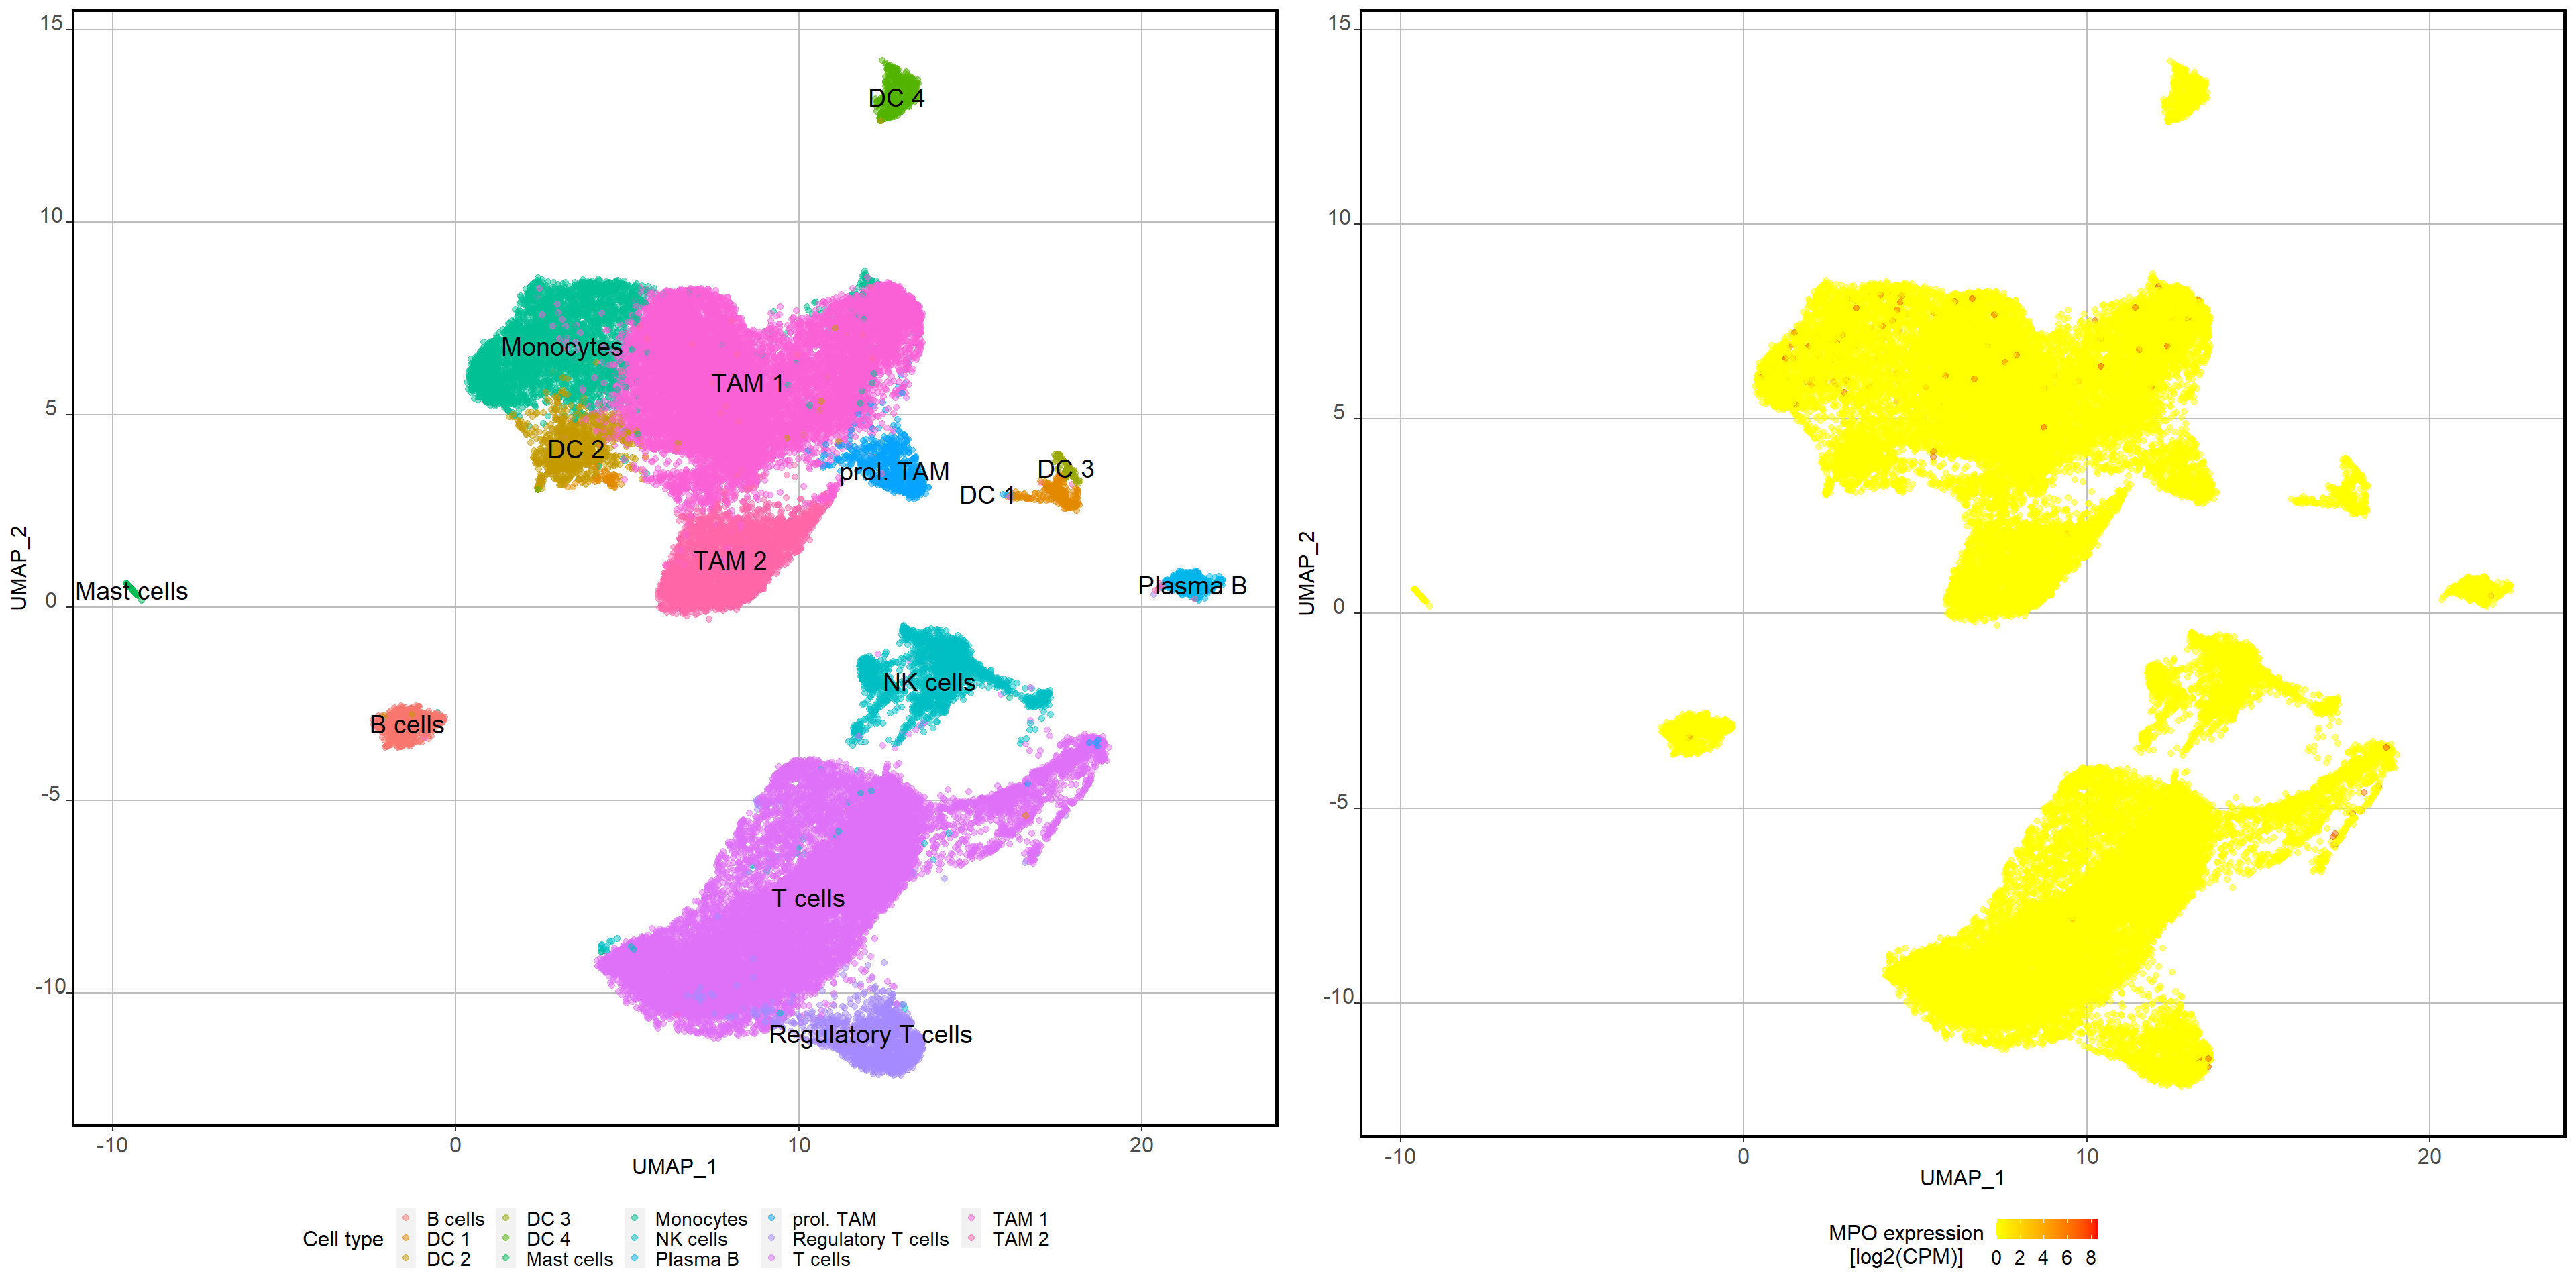 15
10
5
0
-5
-10
UMAP_2
DC 4
Monocytes
TAM 1
DC 2
prol. TAM
DC 3
DC 1
TAM 2
Mast cells
Plasma B
NK cells
B cells
T cells
Regulatory T cells
-10 0 10 20
UMAP_1
Cell type
B cells DC 3 Monocytes prol. TAM TAM 1
DC 1 DC 4 NK cells Regulatory T cells TAM 2
DC 2 Mast cells Plasma B T cells
15
10
5
0
-5
-10
UMAP_2
-10 0 10 20
UMAP_1
MPO expression
[log2(CPM)]
0 2 4 6 8